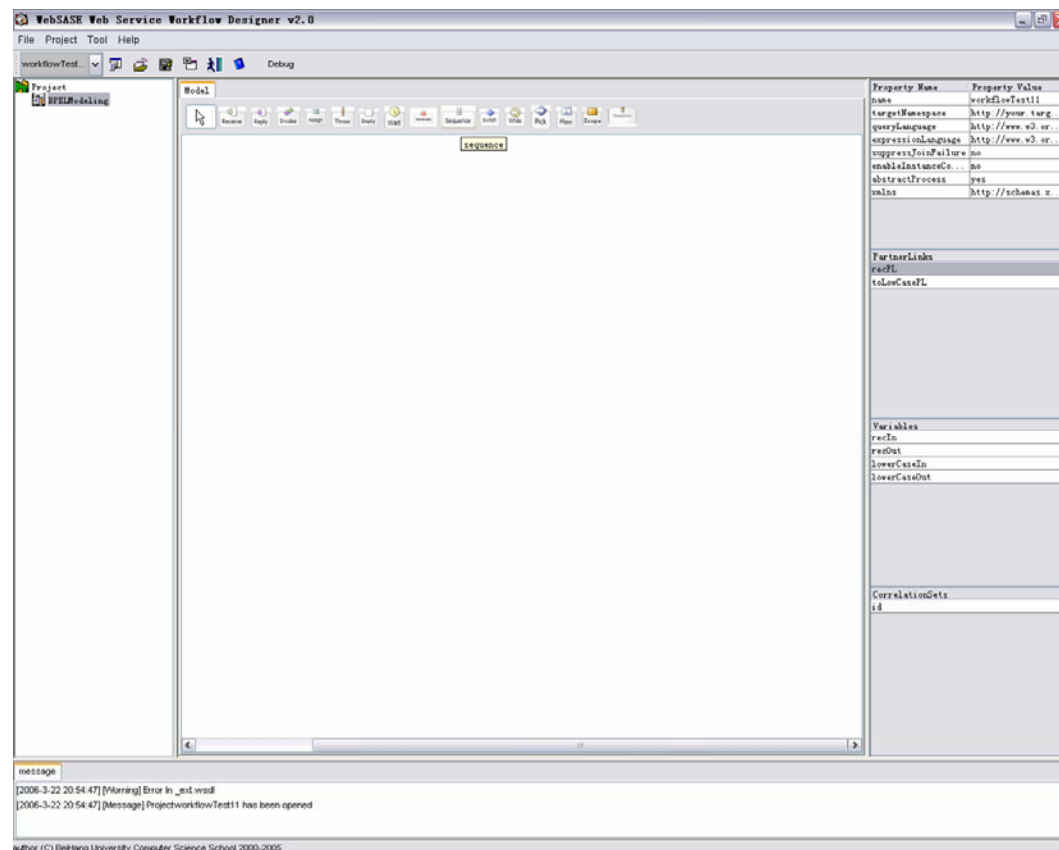 WebSASE Web Service Workflow Designer v2.0
File Project Tool Help
workflowTest... Debug
Project
BPELModeling
Model
Receive Reply Invoke Assign Throw Empty Wait Sequence Switch While Pick Flow Scope
sequence
Property Name Property Value
name workflowTest11
targetNamespace http://your.targ...
queryLanguage http://www.w3.or...
expressionLanguage http://www.w3.or...
suppressJoinFailure no
enableInstanceCo... no
abstractProcess yes
xmlns http://schemas.x...
PartnerLinks
recPL
toLowCasePL
Variables
recIn
recOut
lowerCaseIn
lowerCaseOut
CorrelationSets
id
message
[2006-3-22 20:54:47] [Warning] Error In _ext.wsdl
[2006-3-22 20:54:47] [Message] ProjectworkflowTest11 has been opened
author (C) BeiHang University Computer Science School 2000-2005